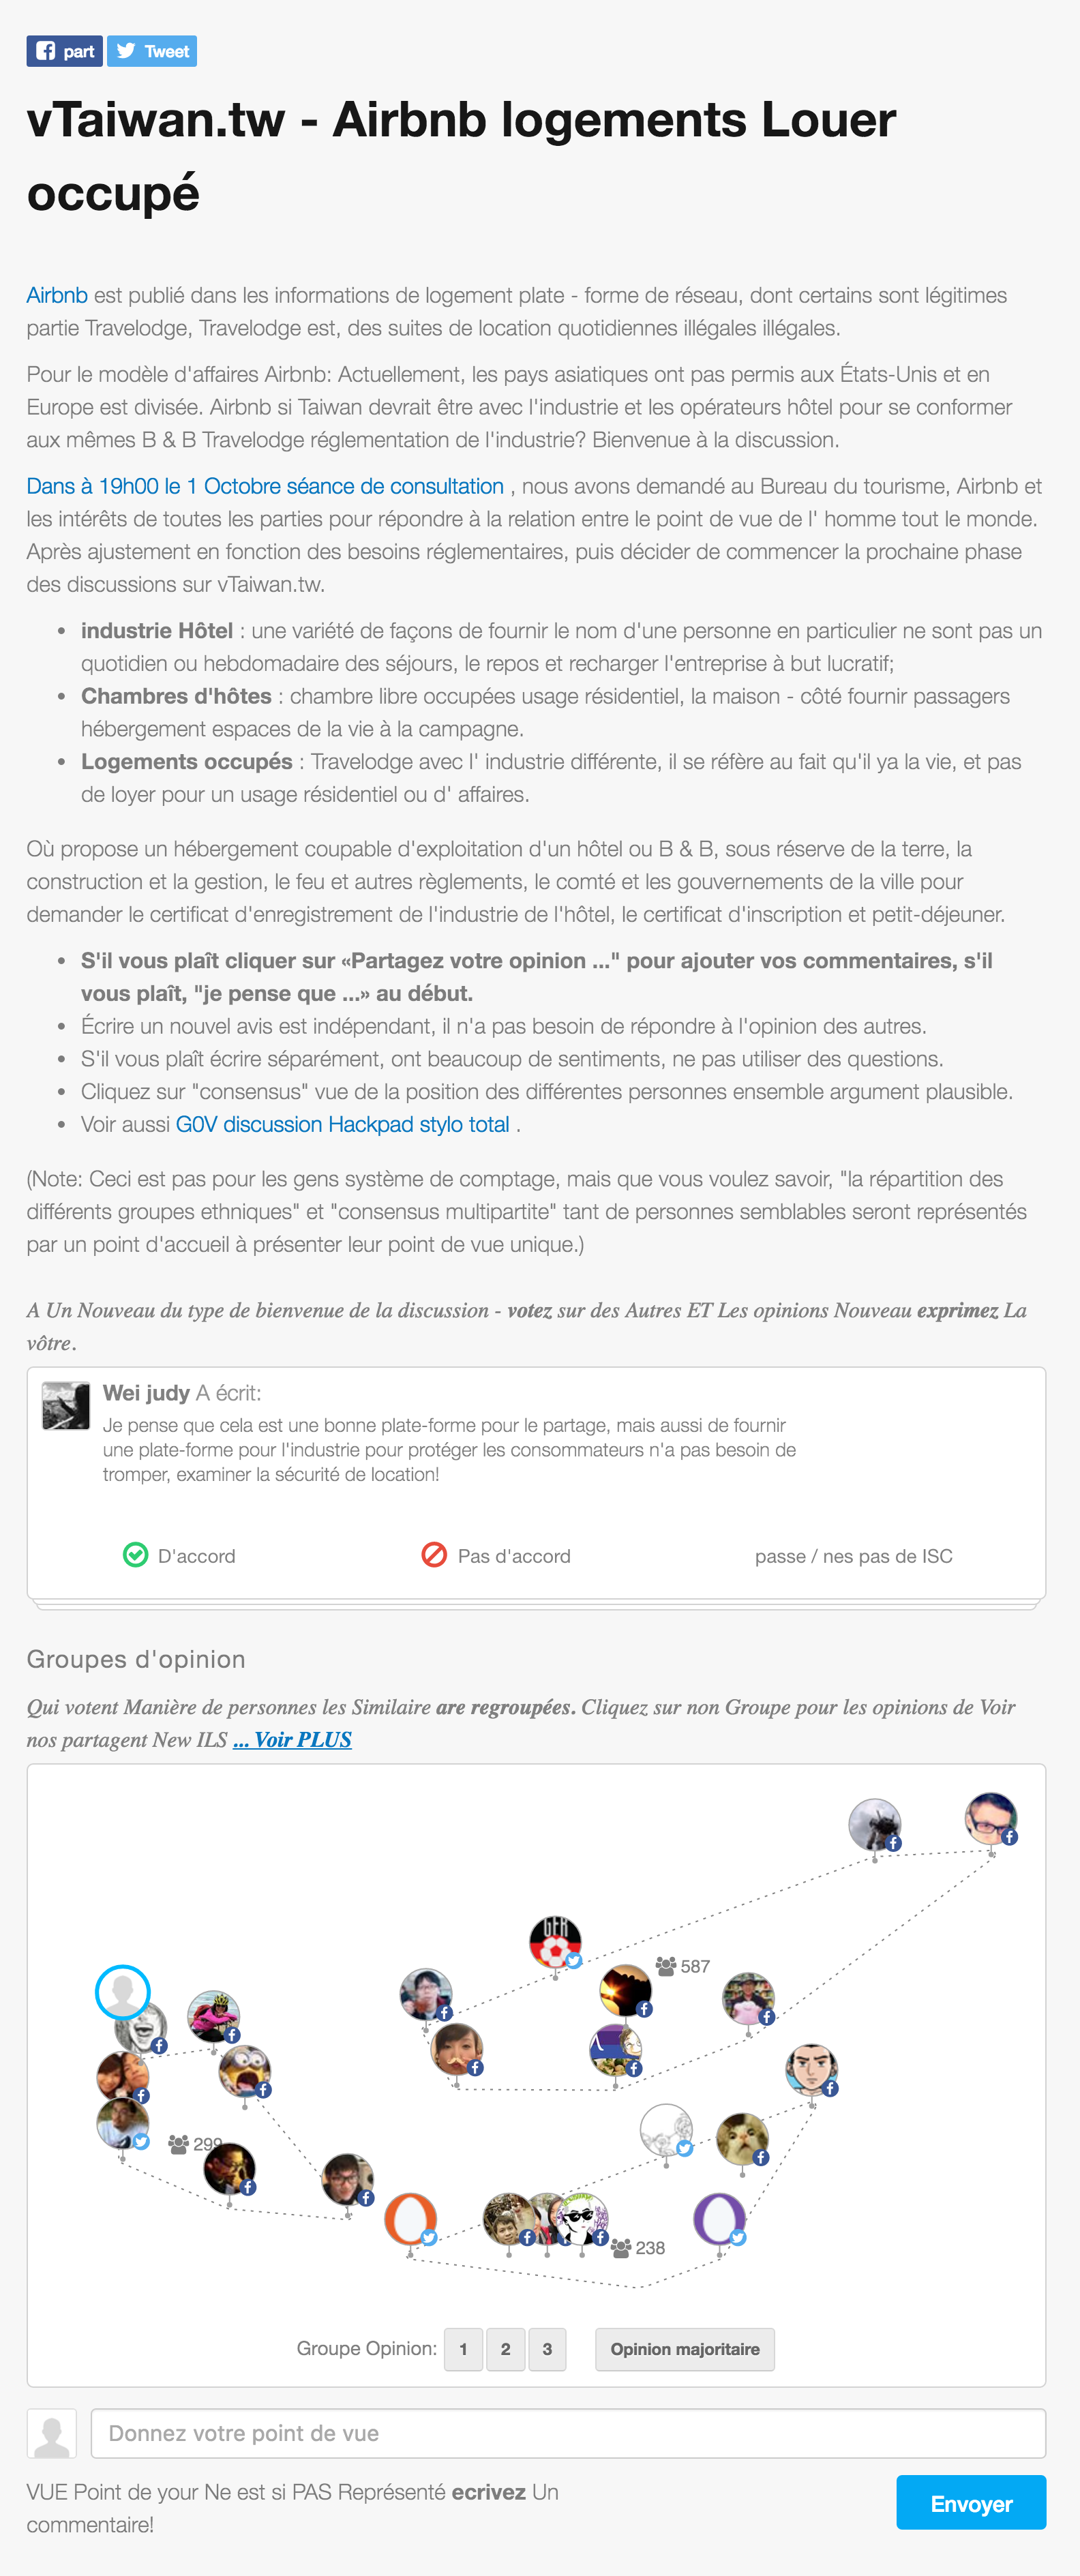 part Tweet
vTaiwan.tw - Airbnb logements Louer
occupé
Airbnb est publié dans les informations de logement plate - forme de réseau, dont certains sont légitimes
partie Travelodge, Travelodge est, des suites de location quotidiennes illégales illégales.
Pour le modèle d'affaires Airbnb: Actuellement, les pays asiatiques ont pas permis aux États-Unis et en
Europe est divisée. Airbnb si Taiwan devrait être avec l'industrie et les opérateurs hôtel pour se conformer
aux mêmes B & B Travelodge réglementation de l'industrie? Bienvenue à la discussion.
Dans à 19h00 le 1 Octobre séance de consultation , nous avons demandé au Bureau du tourisme, Airbnb et
les intérêts de toutes les parties pour répondre à la relation entre le point de vue de l' homme tout le monde.
Après ajustement en fonction des besoins réglementaires, puis décider de commencer la prochaine phase
des discussions sur vTaiwan.tw.
• industrie Hôtel : une variété de façons de fournir le nom d'une personne en particulier ne sont pas un
quotidien ou hebdomadaire des séjours, le repos et recharger l'entreprise à but lucratif;
• Chambres d'hôtes : chambre libre occupées usage résidentiel, la maison - côté fournir passagers
hébergement espaces de la vie à la campagne.
• Logements occupés : Travelodge avec l' industrie différente, il se réfère au fait qu'il ya la vie, et pas
de loyer pour un usage résidentiel ou d' affaires.
Où propose un hébergement coupable d'exploitation d'un hôtel ou B & B, sous réserve de la terre, la
construction et la gestion, le feu et autres règlements, le comté et les gouvernements de la ville pour
demander le certificat d'enregistrement de l'industrie de l'hôtel, le certificat d'inscription et petit-déjeuner.
• S'il vous plaît cliquer sur «Partagez votre opinion ..." pour ajouter vos commentaires, s'il
vous plaît, "je pense que ...» au début.
• Écrire un nouvel avis est indépendant, il n'a pas besoin de répondre à l'opinion des autres.
• S'il vous plaît écrire séparément, ont beaucoup de sentiments, ne pas utiliser des questions.
• Cliquez sur "consensus" vue de la position des différentes personnes ensemble argument plausible.
• Voir aussi G0V discussion Hackpad stylo total .
(Note: Ceci est pas pour les gens système de comptage, mais que vous voulez savoir, "la répartition des
différents groupes ethniques" et "consensus multipartite" tant de personnes semblables seront représentés
par un point d'accueil à présenter leur point de vue unique.)
A Un Nouveau du type de bienvenue de la discussion - votez sur des Autres ET Les opinions Nouveau exprimez La
vôtre.
Wei judy A écrit:
Je pense que cela est une bonne plate-forme pour le partage, mais aussi de fournir
une plate-forme pour l'industrie pour protéger les consommateurs n'a pas besoin de
tromper, examiner la sécurité de location!
D'accord Pas d'accord passe / nes pas de ISC
Groupes d'opinion
Qui votent Manière de personnes les Similaire are regroupées. Cliquez sur non Groupe pour les opinions de Voir
nos partagent New ILS ... Voir PLUS
GER
587
299
238
Groupe Opinion: 1 2 3 Opinion majoritaire
Donnez votre point de vue
VUE Point de your Ne est si PAS Représenté ecrivez Un
commentaire!
Envoyer